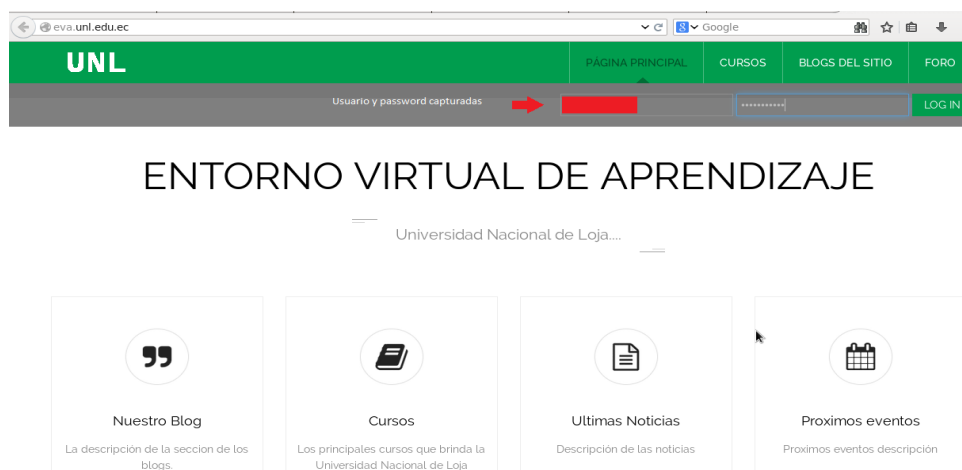 eva.unl.edu.ec
Google
UNL
PÁGINA PRINCIPAL
CURSOS
BLOGS DEL SITIO
FORO
Usuario y password capturadas
LOG IN
ENTORNO VIRTUAL DE APRENDIZAJE
Universidad Nacional de Loja....
Nuestro Blog
La descripción de la seccion de los
blogs.
Cursos
Los principales cursos que brinda la
Universidad Nacional de Loja
Ultimas Noticias
Descripción de las noticias
Proximos eventos
Proximos eventos descripción